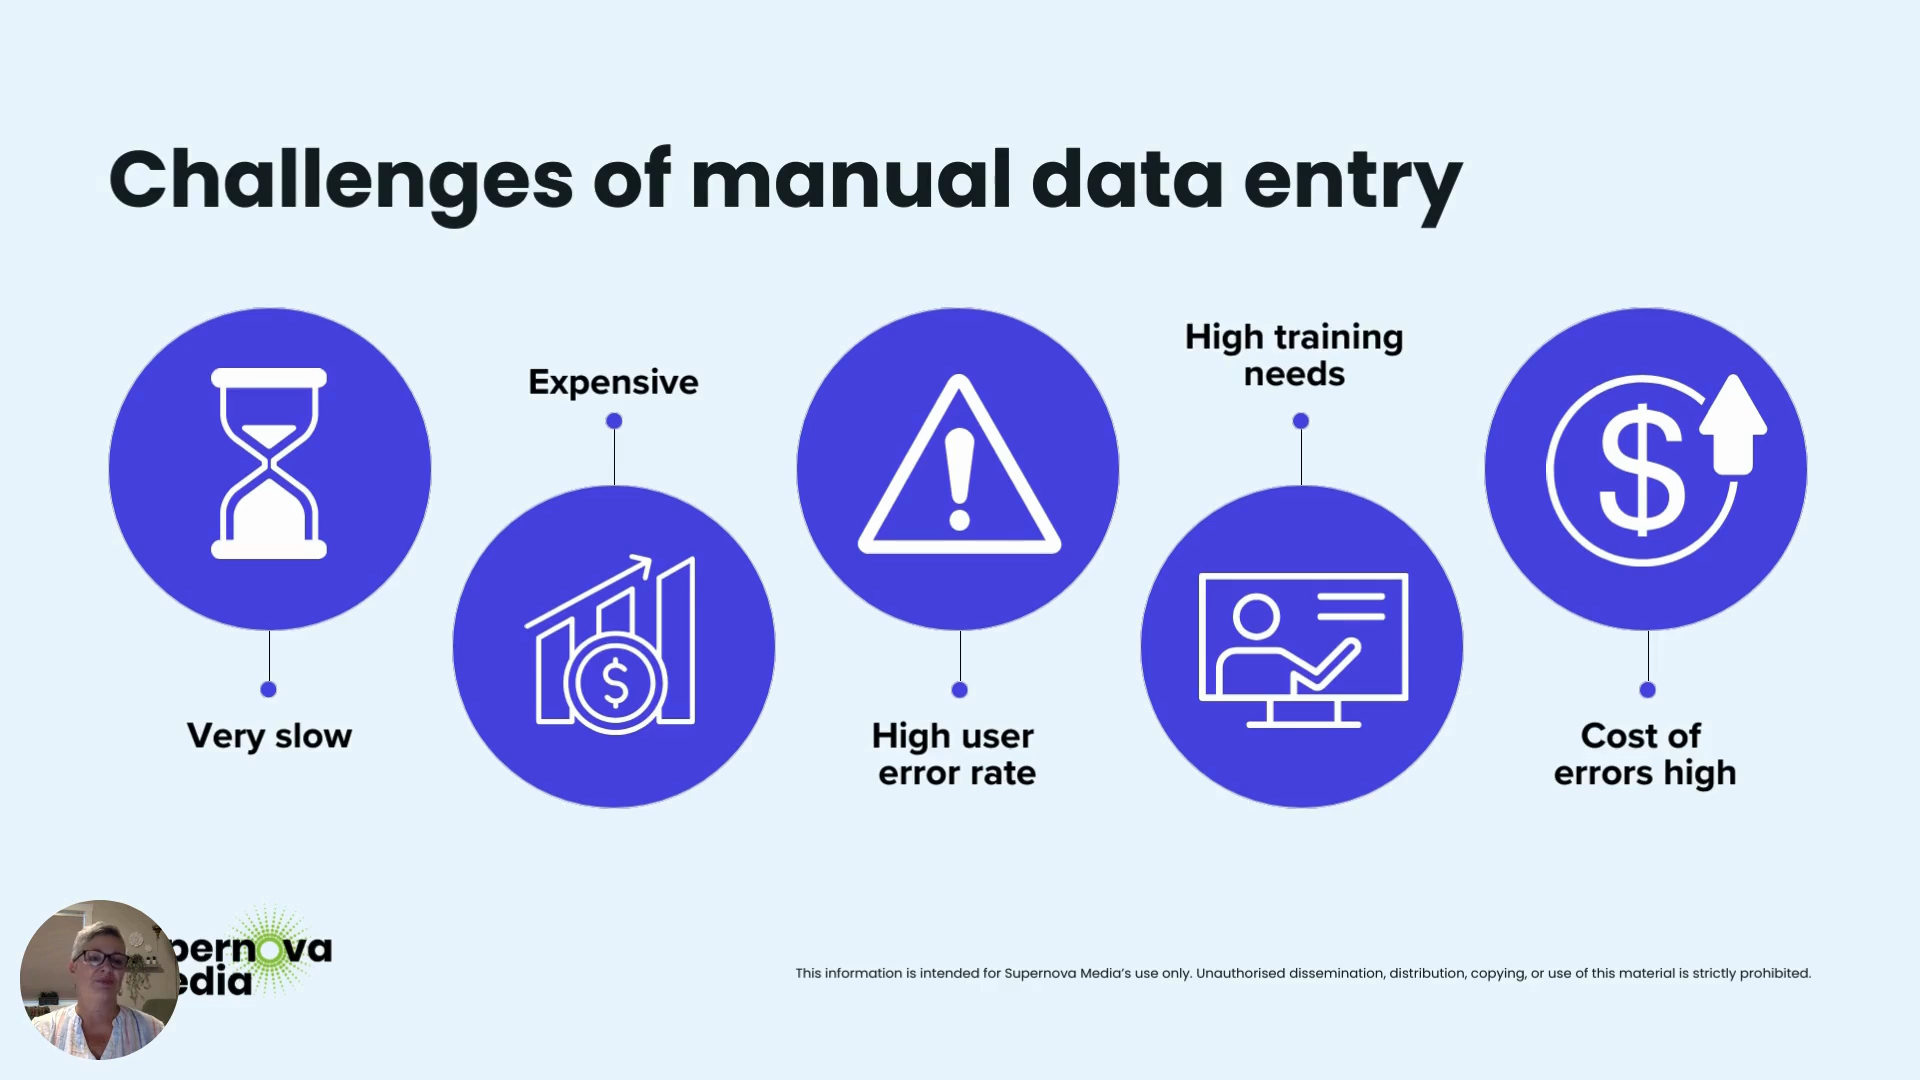 Challenges of manual data entry
Expensive
High training
needs
Very slow
High user
error rate
Cost of
errors high
pernova
edia
This information is intended for Supernova Media’s use only. Unauthorised dissemination, distribution, copying, or use of this material is strictly prohibited.